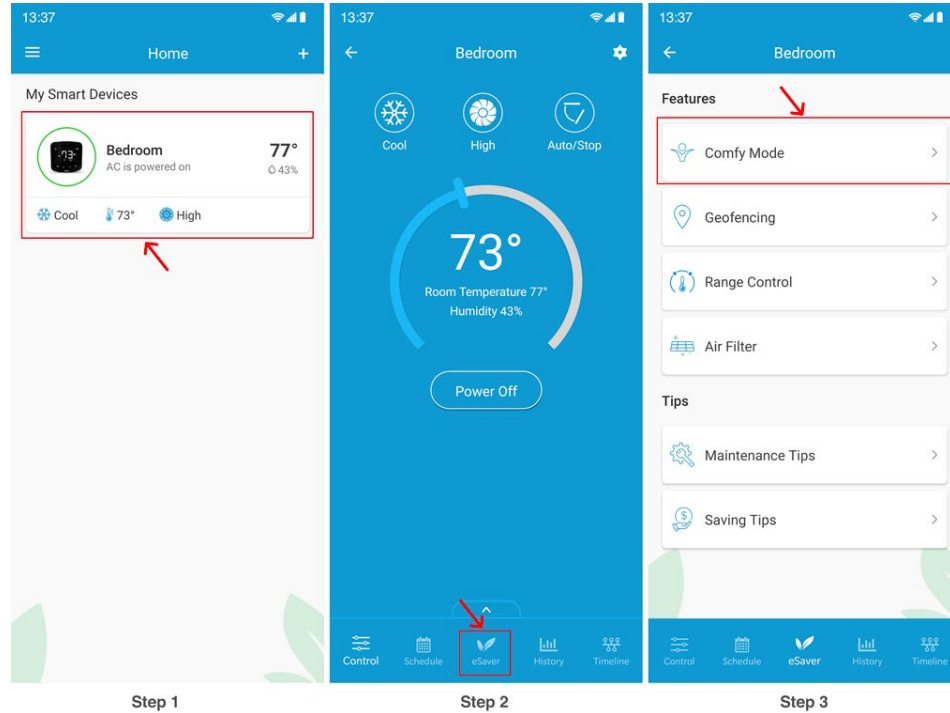 13:37
Home
+
My Smart Devices
Bedroom
AC is powered on
77°
43%
73
Cool
73°
High
Step 1
13:37
Bedroom
Cool
High
Auto/Stop
73°
Room Temperature 77°
Humidity 43%
Power Off
Control
Schedule
eSaver
History
Timeline
Step 2
13:37
Bedroom
Features
Comfy Mode
Geofencing
Range Control
Air Filter
Tips
Maintenance Tips
Saving Tips
Control
Schedule
eSaver
History
Timeline
Step 3